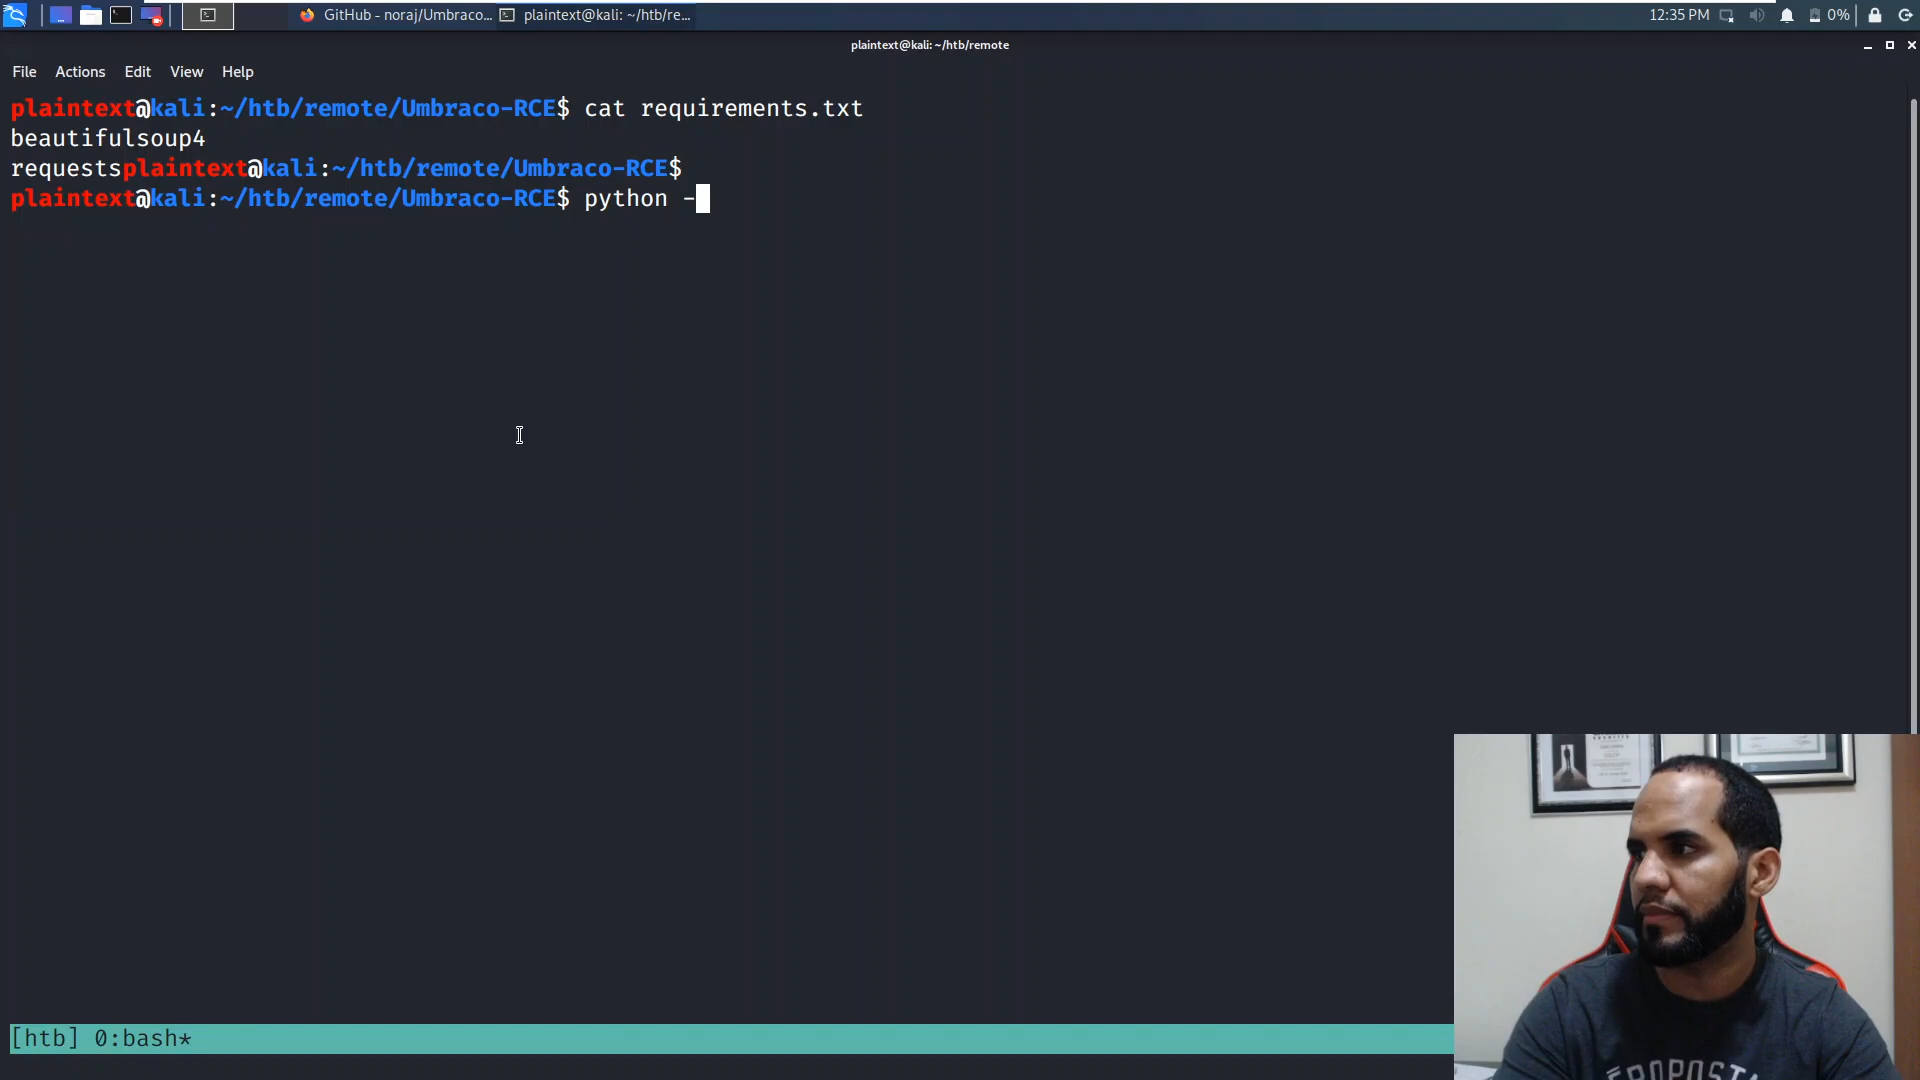 GitHub - noraj/Umbraco...
plaintext@kali: ~/htb/re...
12:35 PM
0%
plaintext@kali: ~/htb/remote
File Actions Edit View Help
plaintext@kali:~/htb/remote/Umbraco-RCE$ cat requirements.txt
beautifulsoup4
requestsplaintext@kali:~/htb/remote/Umbraco-RCE$
plaintext@kali:~/htb/remote/Umbraco-RCE$ python -
[htb] 0:bash*